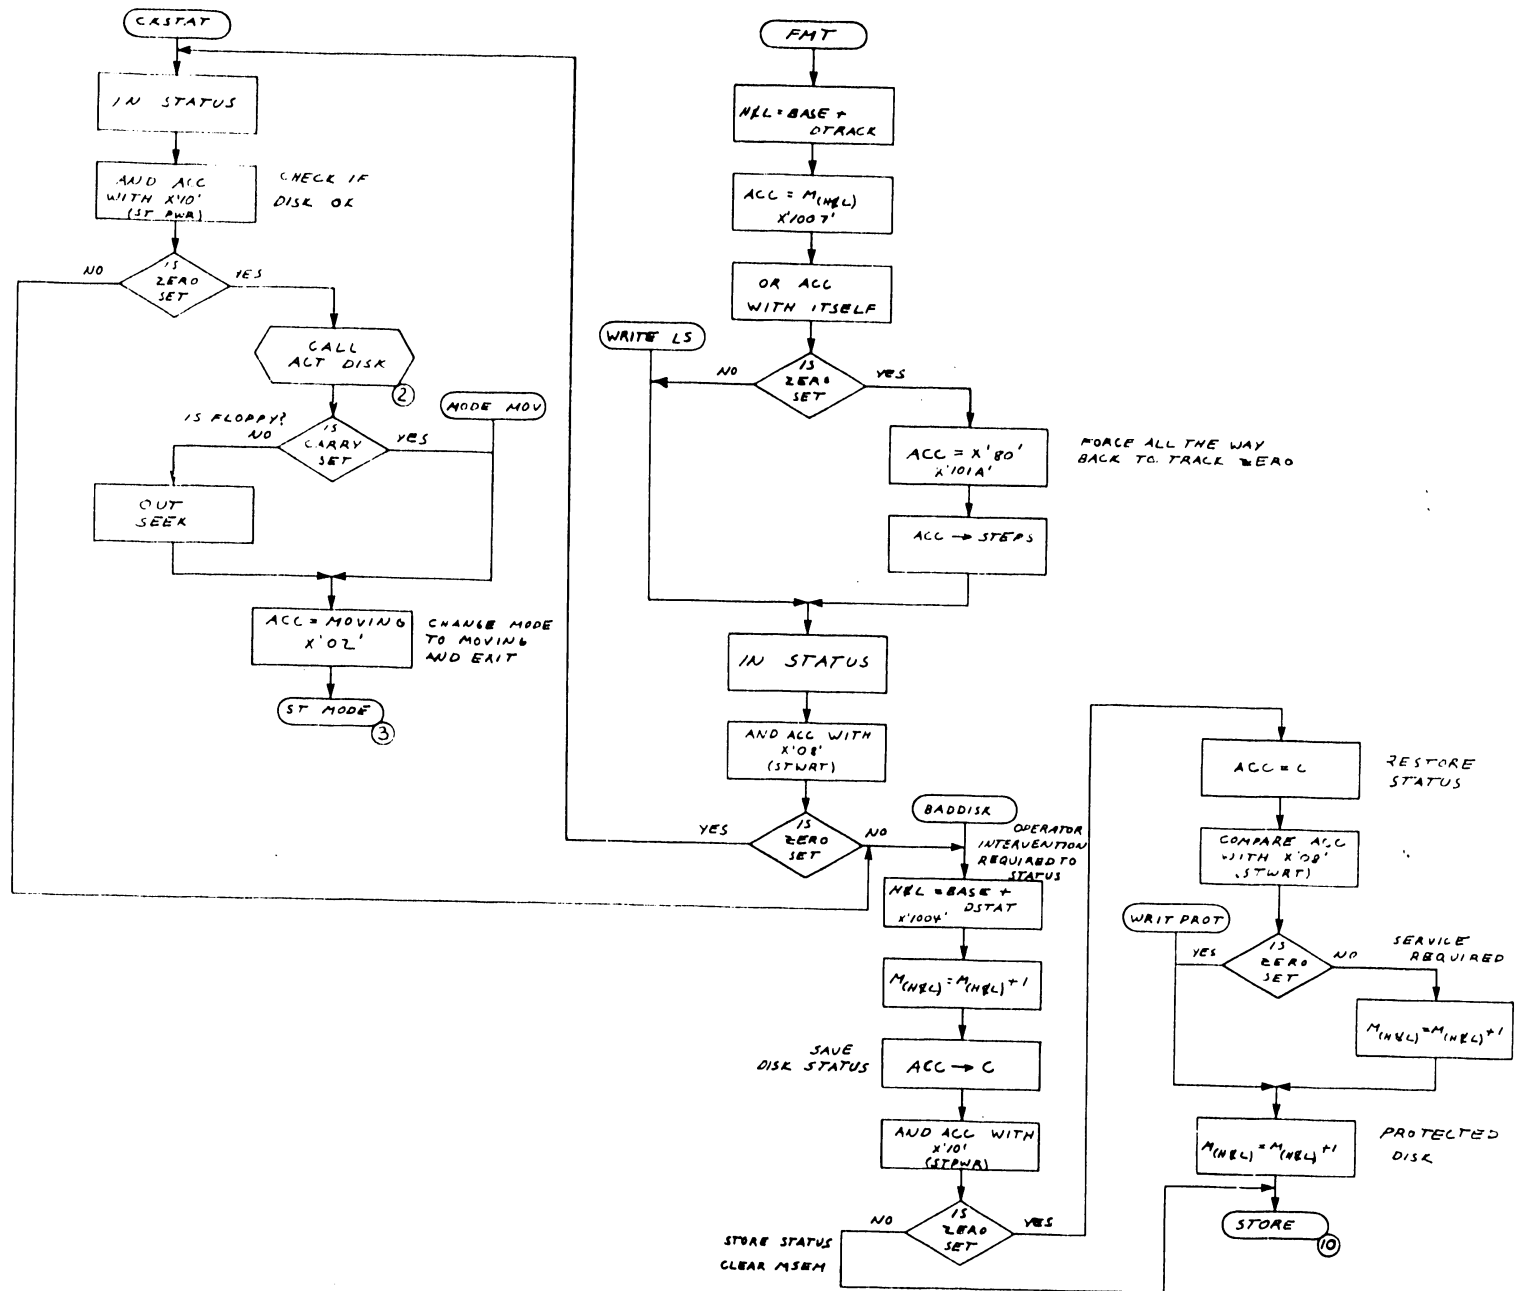 CKSTAT
IN STATUS
AND ACC
WITH X'10'
(ST PWR)
CHECK IF
DISK OK
IS
ZERO
SET
NO
YES
CALL
ACT DISK
2
MODE MOV
IS FLOPPY?
NO
IS
CARRY
SET
YES
OUT
SEEK
ACC = MOVING
X'02'
CHANGE MODE
TO MOVING
AND EXIT
ST MODE
3
FMT
H&L = BASE +
DTRACK
ACC = M(H&L)
X'1007'
OR ACC
WITH ITSELF
WRITE LS
NO
IS
ZERO
SET
YES
ACC = X'80'
X'101A'
FORCE ALL THE WAY
BACK TO TRACK ZERO
ACC → STEPS
IN STATUS
AND ACC WITH
X'08'
(STWRT)
YES
IS
ZERO
SET
NO
BADDISK
OPERATOR
INTERVENTION
REQUIRED TO
STATUS
H&L = BASE +
DSTAT
X'1004'
M(H&L) = M(H&L) + 1
SAVE
DISK STATUS
ACC → C
AND ACC WITH
X'10'
(STPWR)
NO
IS
ZERO
SET
YES
STORE STATUS
CLEAR MSEM
ACC = C
RESTORE
STATUS
COMPARE ACC
WITH X'08'
(STWRT)
WRIT PROT
YES
IS
ZERO
SET
NO
SERVICE
REQUIRED
M(H&L) = M(H&L) + 1
M(H&L) = M(H&L) + 1
PROTECTED
DISK
STORE
10